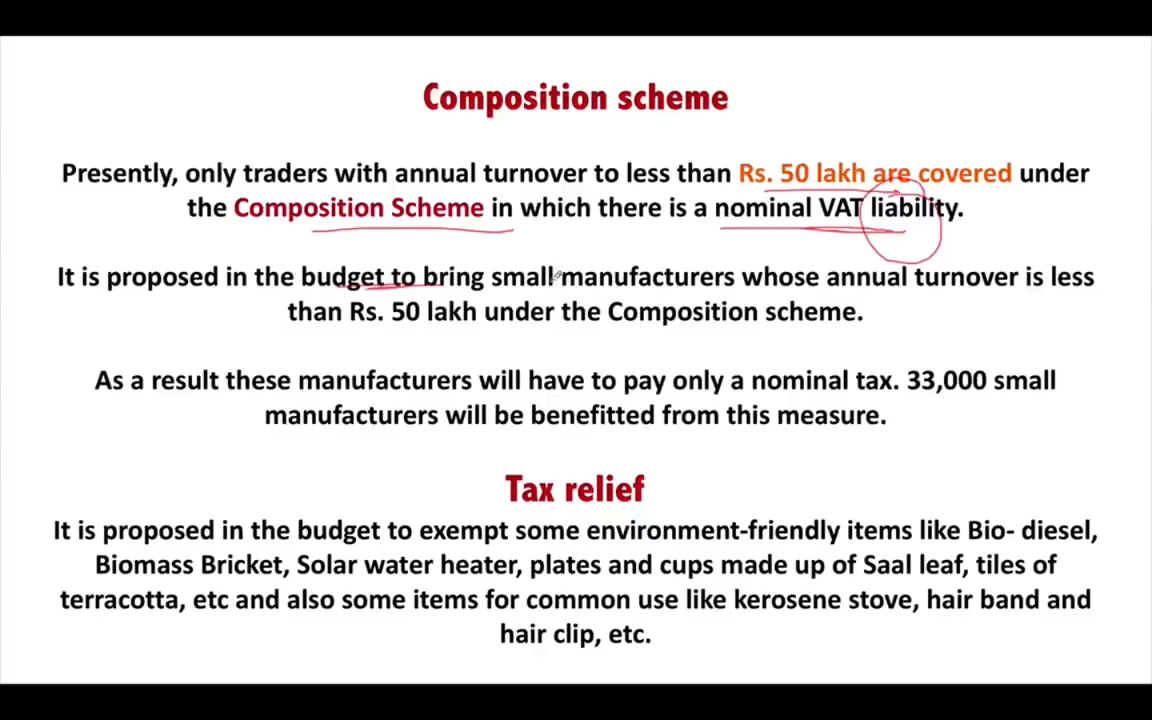 Composition scheme
Presently, only traders with annual turnover to less than Rs. 50 lakh are covered under
the Composition Scheme in which there is a nominal VAT liability.
It is proposed in the budget to bring small manufacturers whose annual turnover is less
than Rs. 50 lakh under the Composition scheme.
As a result these manufacturers will have to pay only a nominal tax. 33,000 small
manufacturers will be benefitted from this measure.
Tax relief
It is proposed in the budget to exempt some environment-friendly items like Bio- diesel,
Biomass Bricket, Solar water heater, plates and cups made up of Saal leaf, tiles of
terracotta, etc and also some items for common use like kerosene stove, hair band and
hair clip, etc.